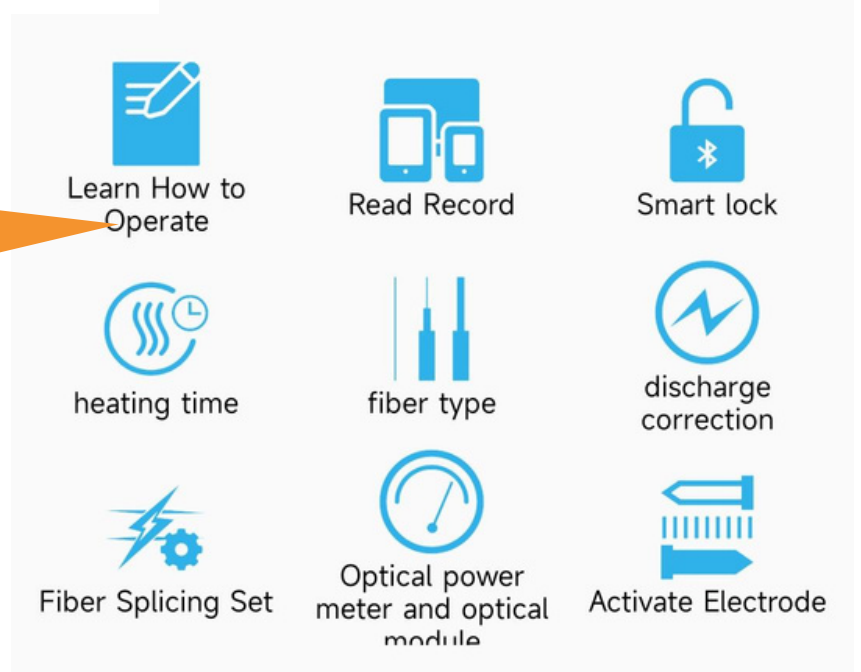 Learn How to
Operate
Read Record
Smart lock
heating time
fiber type
discharge
correction
Fiber Splicing Set
Optical power
meter and optical
module
Activate Electrode